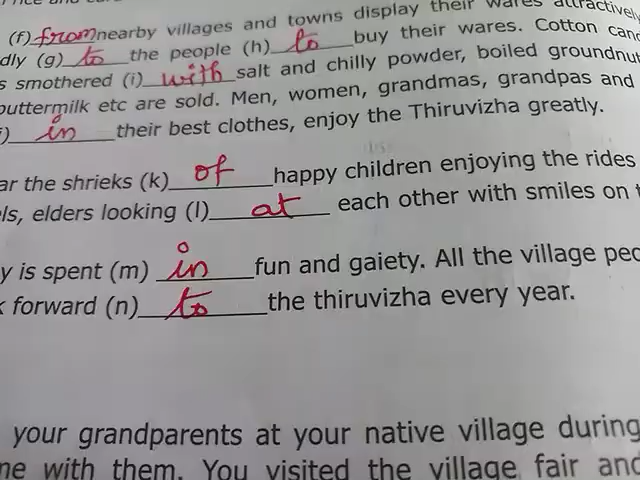 (f) from nearby villages and towns display their wares attractively
dly (g) to the people (h) to buy their wares. Cotton can
s smothered (i) with salt and chilly powder, boiled groundnut
buttermilk etc are sold. Men, women, grandmas, grandpas and
) in their best clothes, enjoy the Thiruvizha greatly.
ar the shrieks (k) of happy children enjoying the rides
ls, elders looking (l) at each other with smiles on
y is spent (m) in fun and gaiety. All the village peo
k forward (n) to the thiruvizha every year.
your grandparents at your native village during
me with them. You visited the village fair and